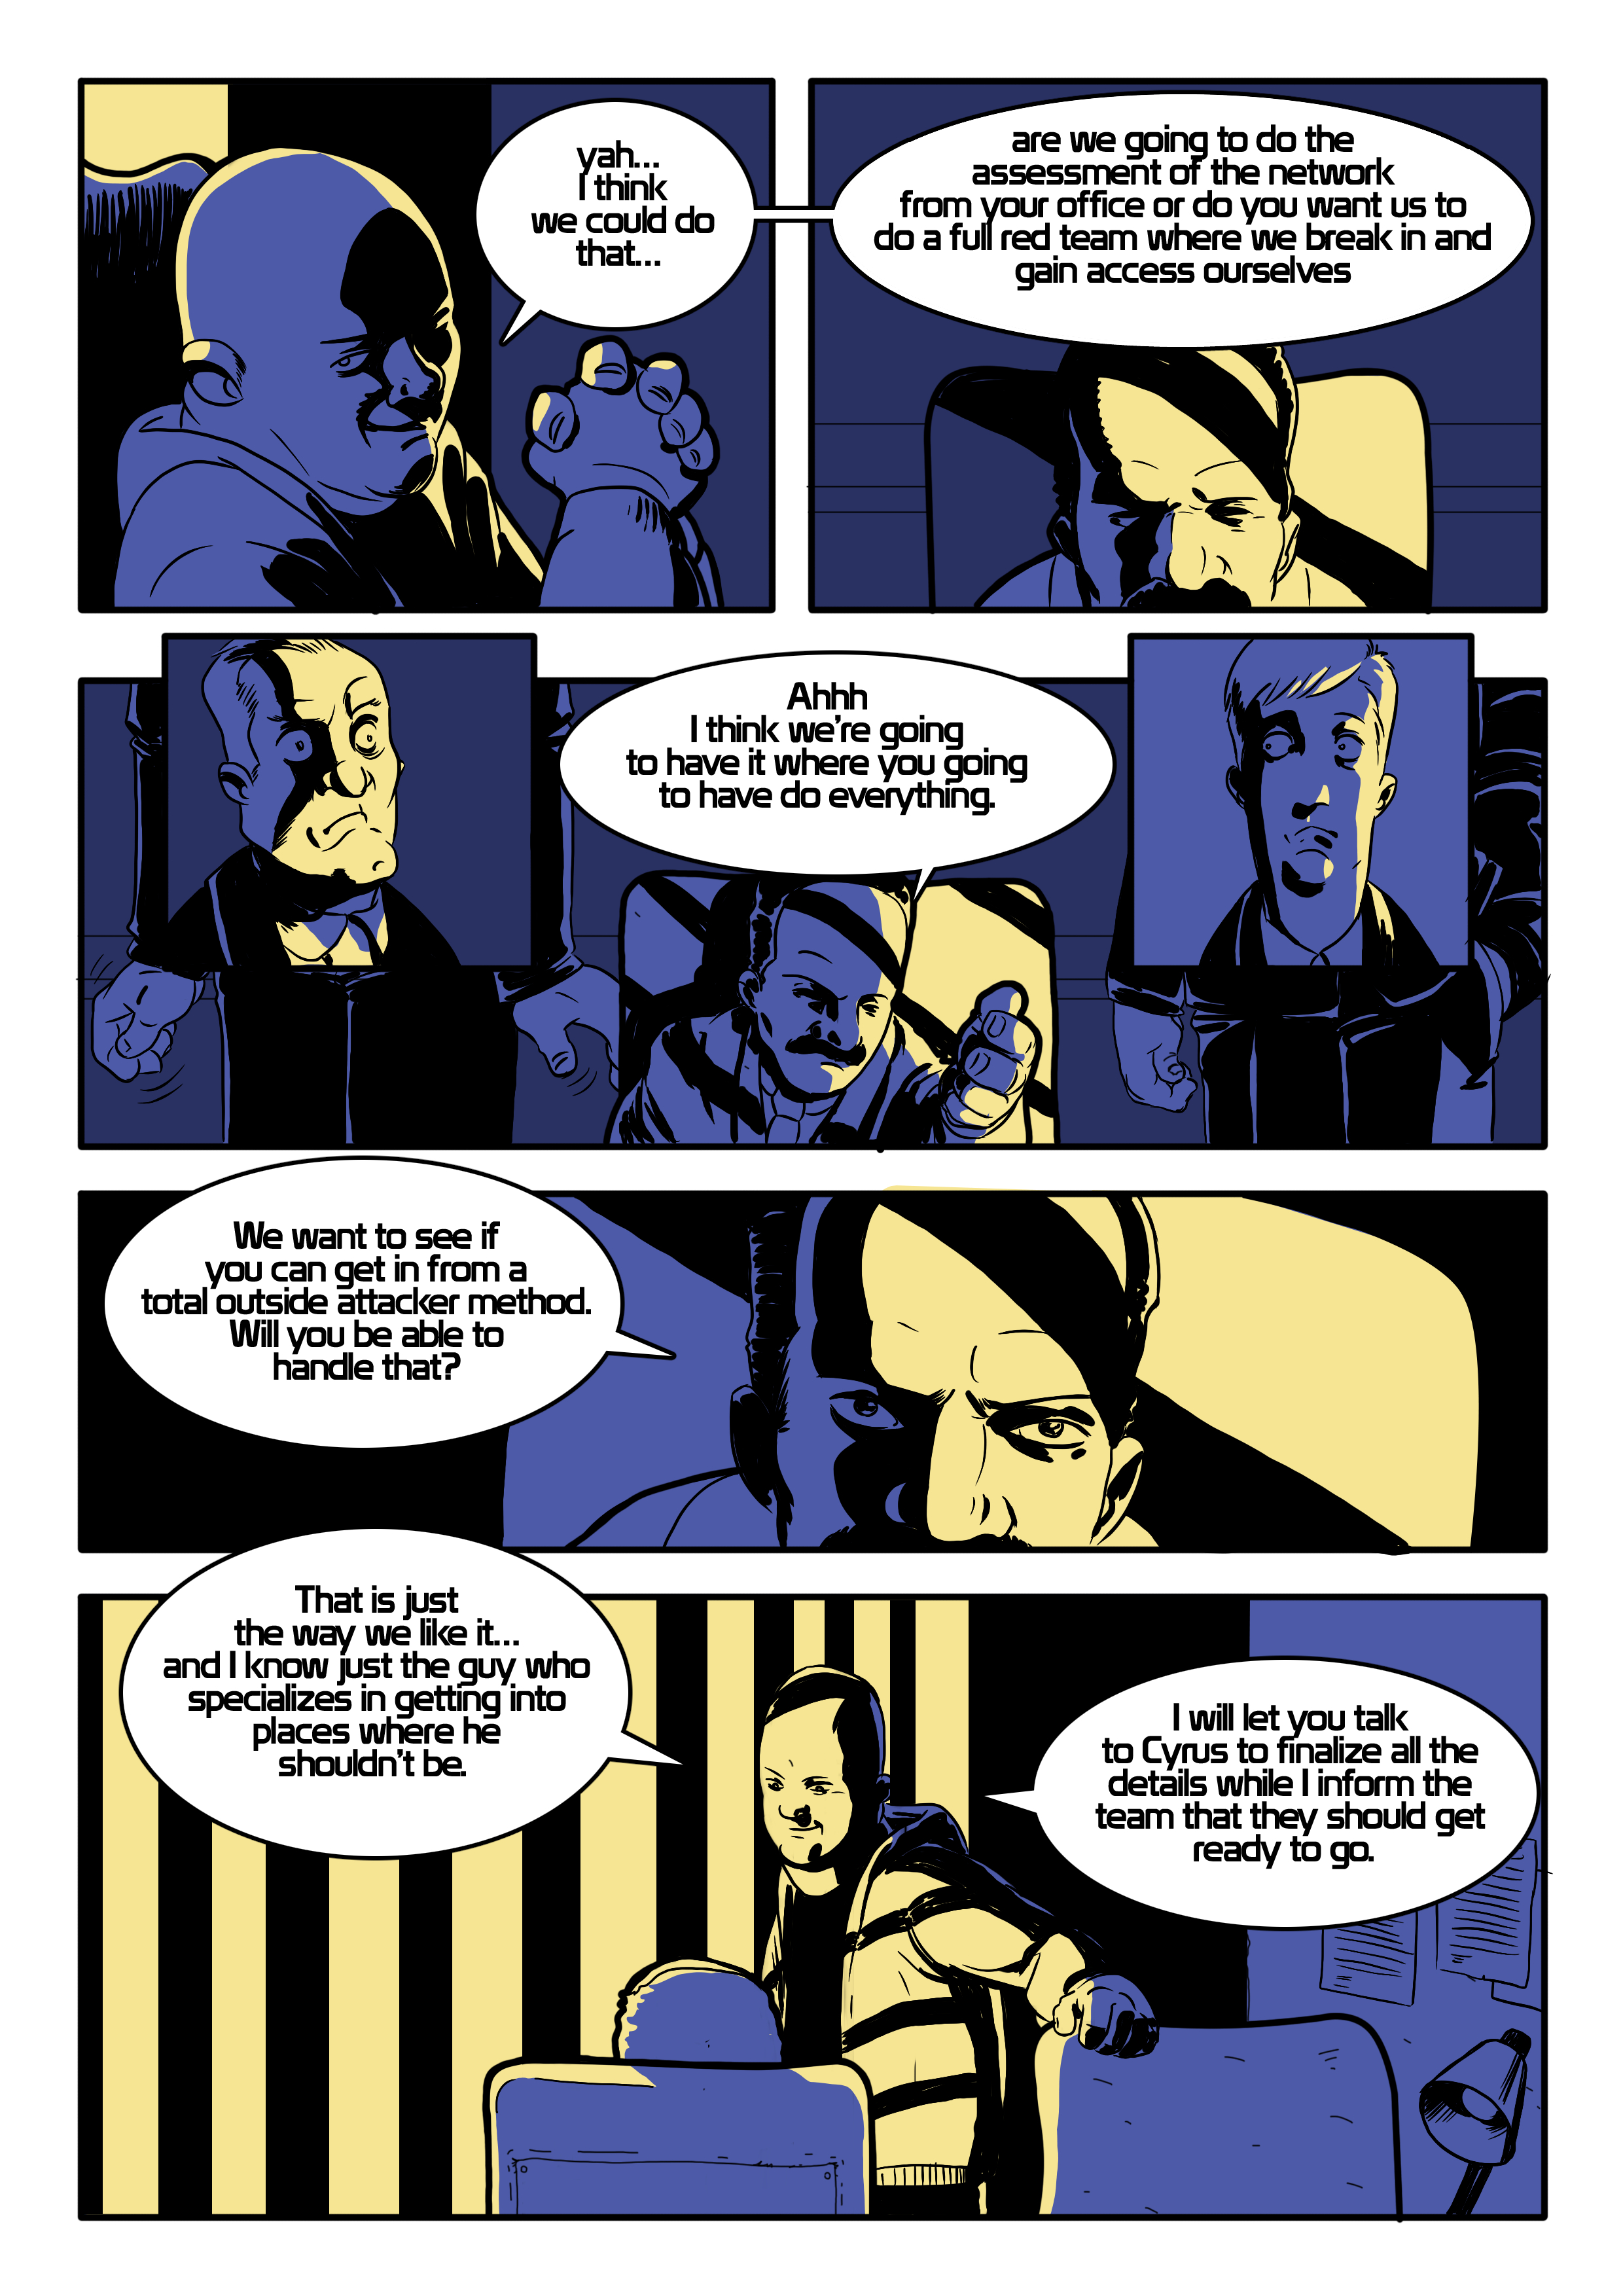 yah...
I think
we could do
that...
are we going to do the
assessment of the network
from your office or do you want us to
do a full red team where we break in and
gain access ourselves
Ahhh
I think we're going
to have it where you going
to have do everything.
We want to see if
you can get in from a
total outside attacker method.
Will you be able to
handle that?
That is just
the way we like it...
and I know just the guy who
specializes in getting into
places where he
shouldn't be.
I will let you talk
to Cyrus to finalize all the
details while I inform the
team that they should get
ready to go.